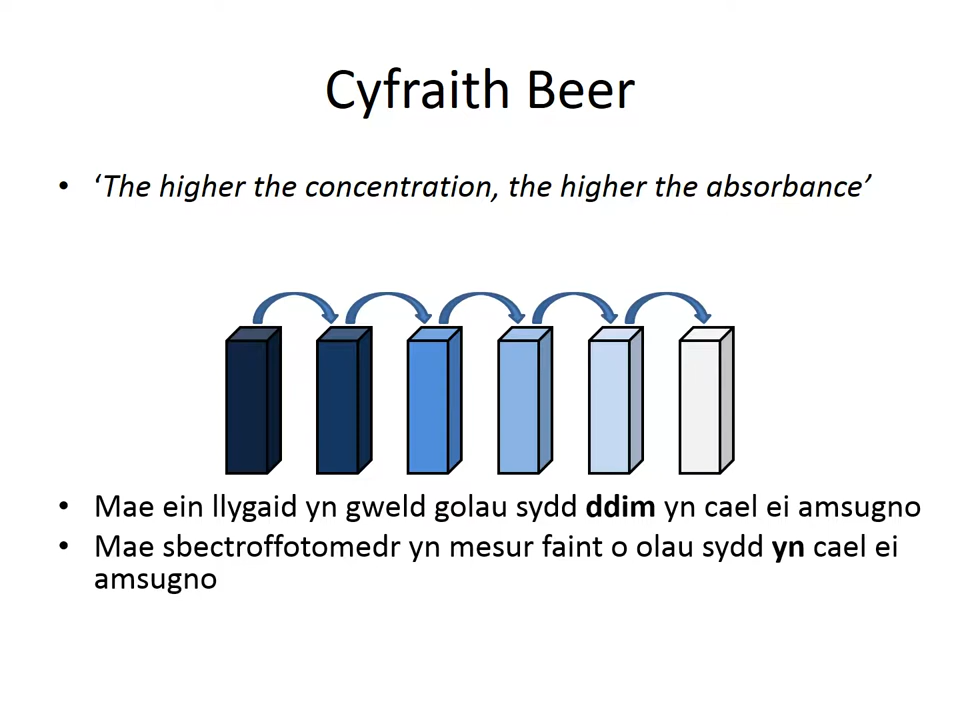 Cyfraith Beer
• ‘The higher the concentration, the higher the absorbance’
• Mae ein llygaid yn gweld golau sydd ddim yn cael ei amsugno
• Mae sbectroffotomedr yn mesur faint o olau sydd yn cael ei
amsugno